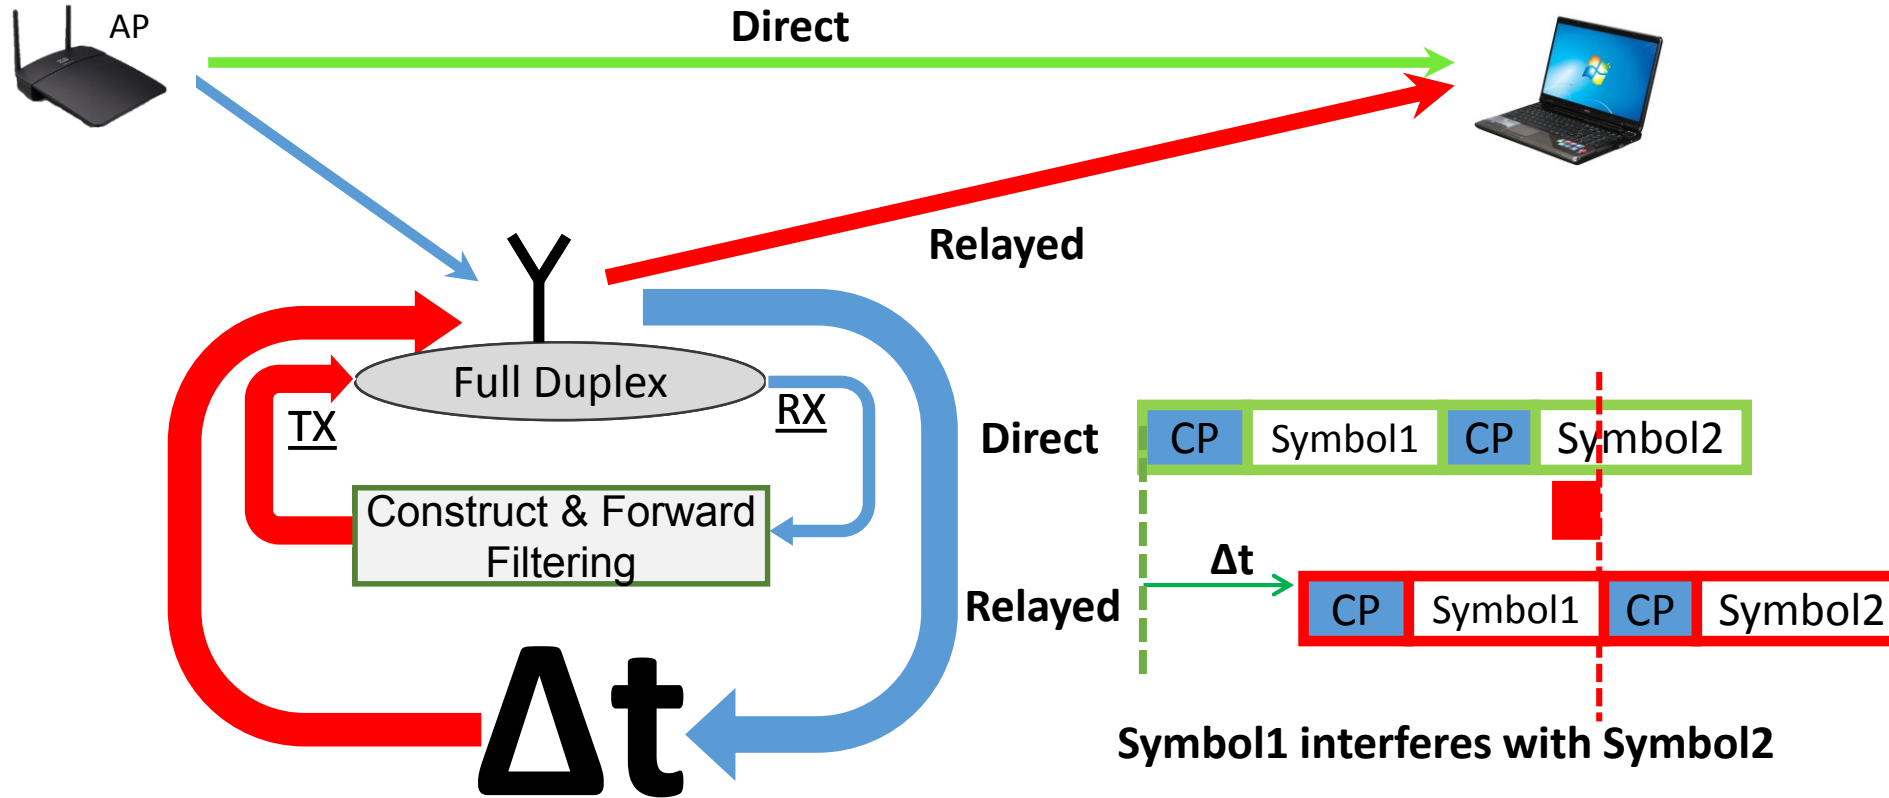 AP
Direct
Relayed
Full Duplex
TX
RX
Construct & Forward
Filtering
Δt
Direct
CP Symbol1 CP Symbol2
Δt
Relayed
CP Symbol1 CP Symbol2
Symbol1 interferes with Symbol2